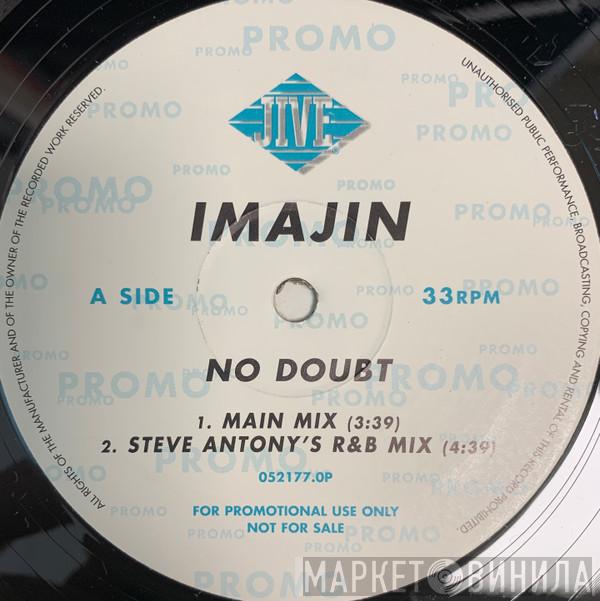 PROMO
JIVE
IMAJIN
A SIDE
33RPM
NO DOUBT
1. MAIN MIX (3:39)
2. STEVE ANTONY'S R&B MIX (4:39)
052177.0P
FOR PROMOTIONAL USE ONLY
NOT FOR SALE
ALL RIGHTS OF THE MANUFACTURER AND OF THE OWNER OF THE RECORDED WORK RESERVED.
UNAUTHORISED PUBLIC PERFORMANCE, BROADCASTING, COPYING AND RENTAL OF THIS RECORD PROHIBITED.
МАРКЕТ ВИНИЛА